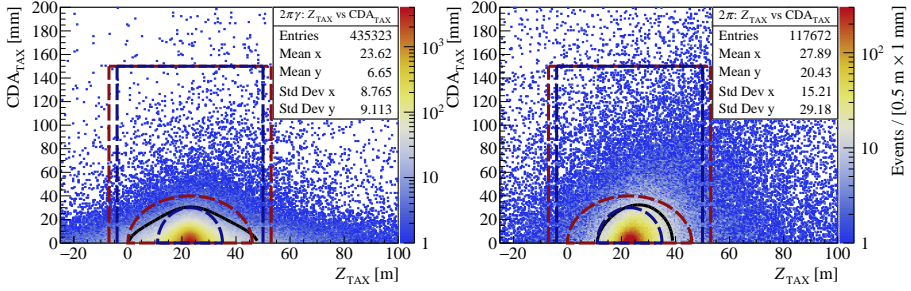 CDA_TAX [mm]
200
180
160
140
120
100
80
60
40
20
0
−20 0 20 40 60 80 100
Z_TAX [m]
2πγ: Z_TAX vs CDA_TAX
Entries 435323
Mean x 23.62
Mean y 6.65
Std Dev x 8.765
Std Dev y 9.113
10³
10²
10
1
CDA_TAX [mm]
200
180
160
140
120
100
80
60
40
20
0
−20 0 20 40 60 80 100
Z_TAX [m]
2π: Z_TAX vs CDA_TAX
Entries 117672
Mean x 27.89
Mean y 20.43
Std Dev x 15.21
Std Dev y 29.18
10²
10
1
Events / [0.5 m × 1 mm]